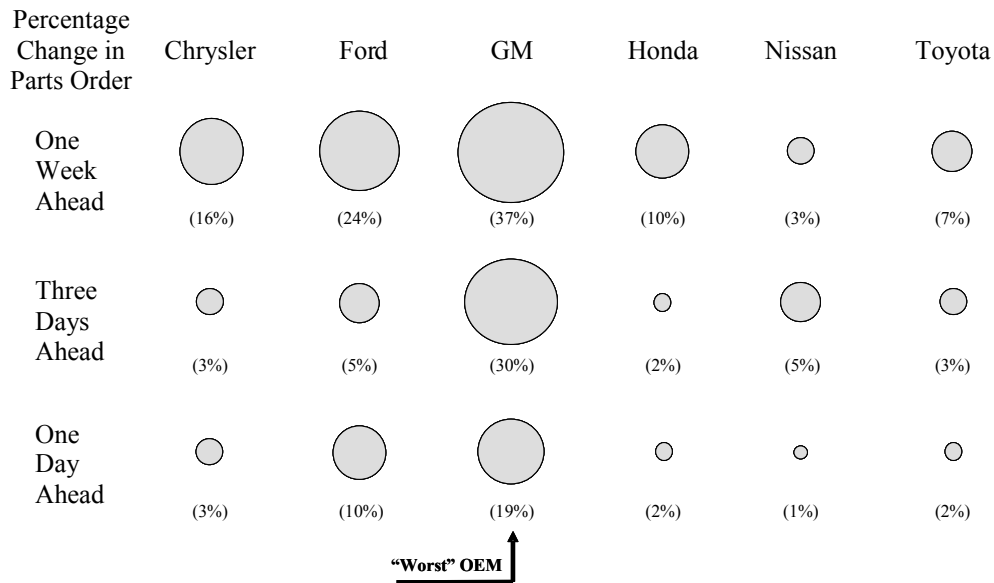 Percentage
Change in
Parts Order
Chrysler Ford GM Honda Nissan Toyota
One
Week
Ahead
(16%) (24%) (37%) (10%) (3%) (7%)
Three
Days
Ahead
(3%) (5%) (30%) (2%) (5%) (3%)
One
Day
Ahead
(3%) (10%) (19%) (2%) (1%) (2%)
“Worst” OEM